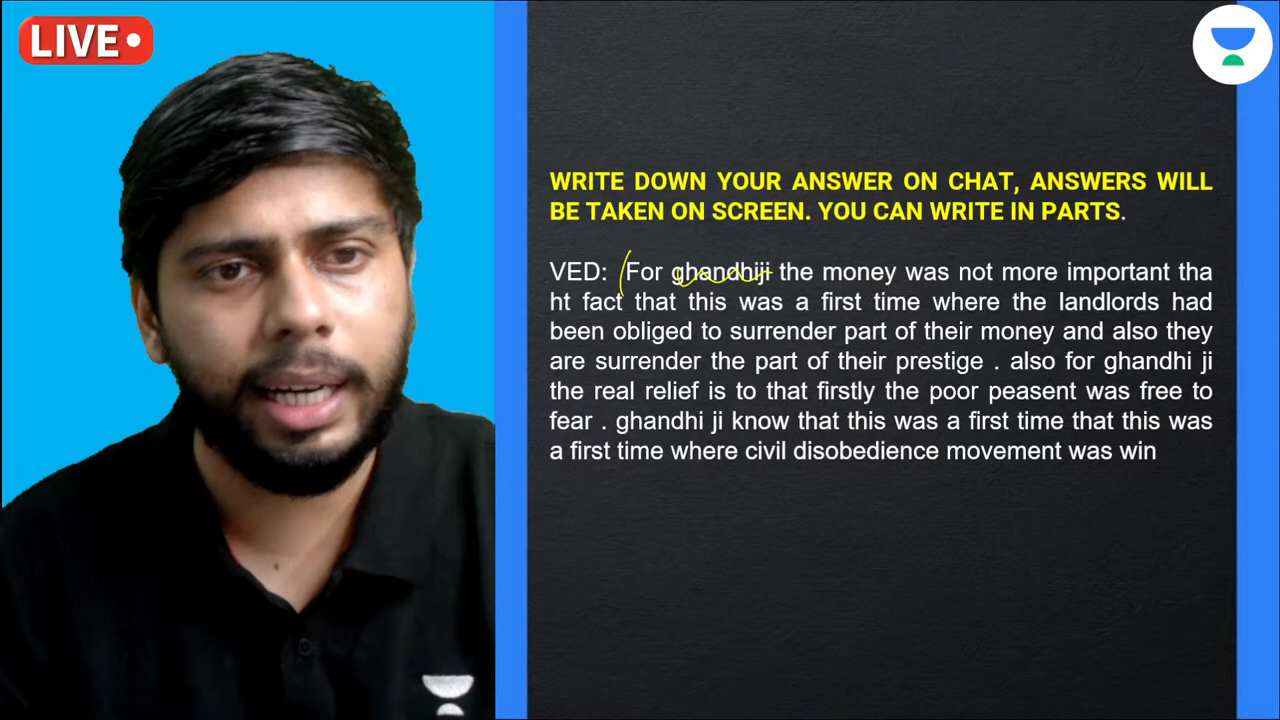 LIVE
WRITE DOWN YOUR ANSWER ON CHAT, ANSWERS WILL
BE TAKEN ON SCREEN. YOU CAN WRITE IN PARTS.
VED: For ghandhiji the money was not more important tha
ht fact that this was a first time where the landlords had
been obliged to surrender part of their money and also they
are surrender the part of their prestige . also for ghandhi ji
the real relief is to that firstly the poor peasent was free to
fear . ghandhi ji know that this was a first time that this was
a first time where civil disobedience movement was win